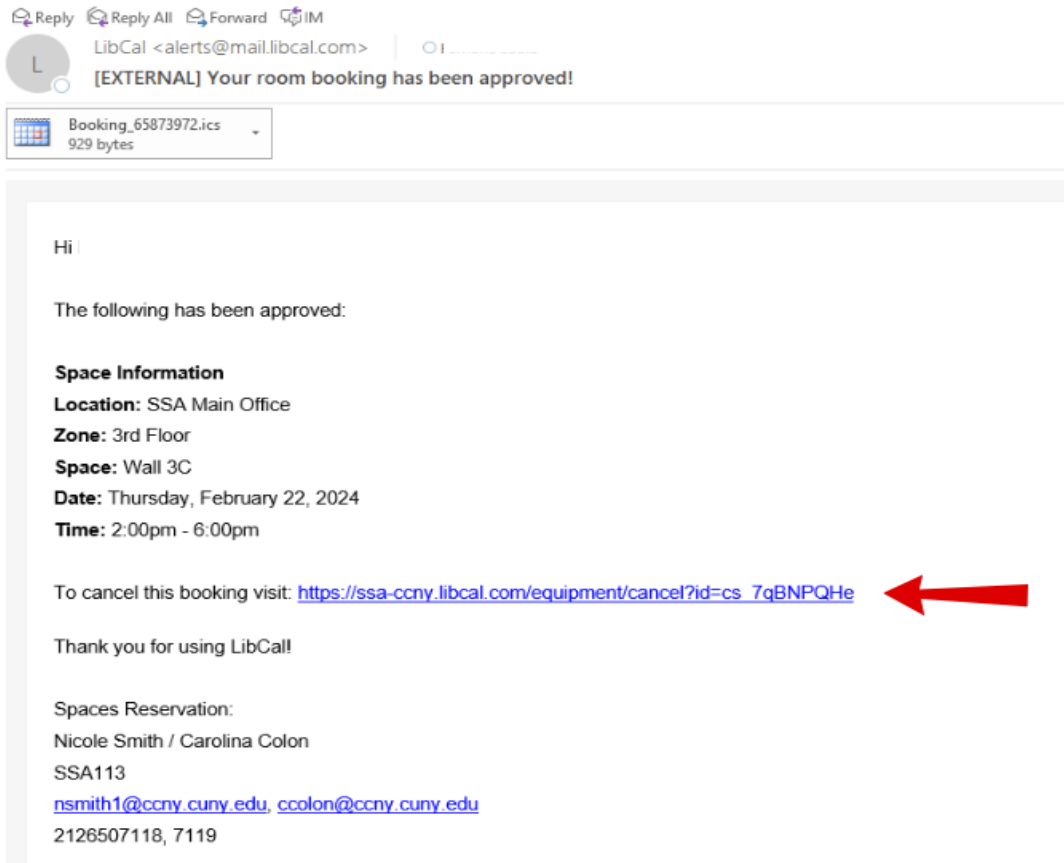 Reply Reply All Forward IM
LibCal <alerts@mail.libcal.com>
L
[EXTERNAL] Your room booking has been approved!
Booking_65873972.ics
929 bytes
Hi
The following has been approved:
Space Information
Location: SSA Main Office
Zone: 3rd Floor
Space: Wall 3C
Date: Thursday, February 22, 2024
Time: 2:00pm - 6:00pm
To cancel this booking visit: https://ssa-ccny.libcal.com/equipment/cancel?id=cs_7qBNPQHe
Thank you for using LibCal!
Spaces Reservation:
Nicole Smith / Carolina Colon
SSA113
nsmith1@ccny.cuny.edu, ccolon@ccny.cuny.edu
2126507118, 7119